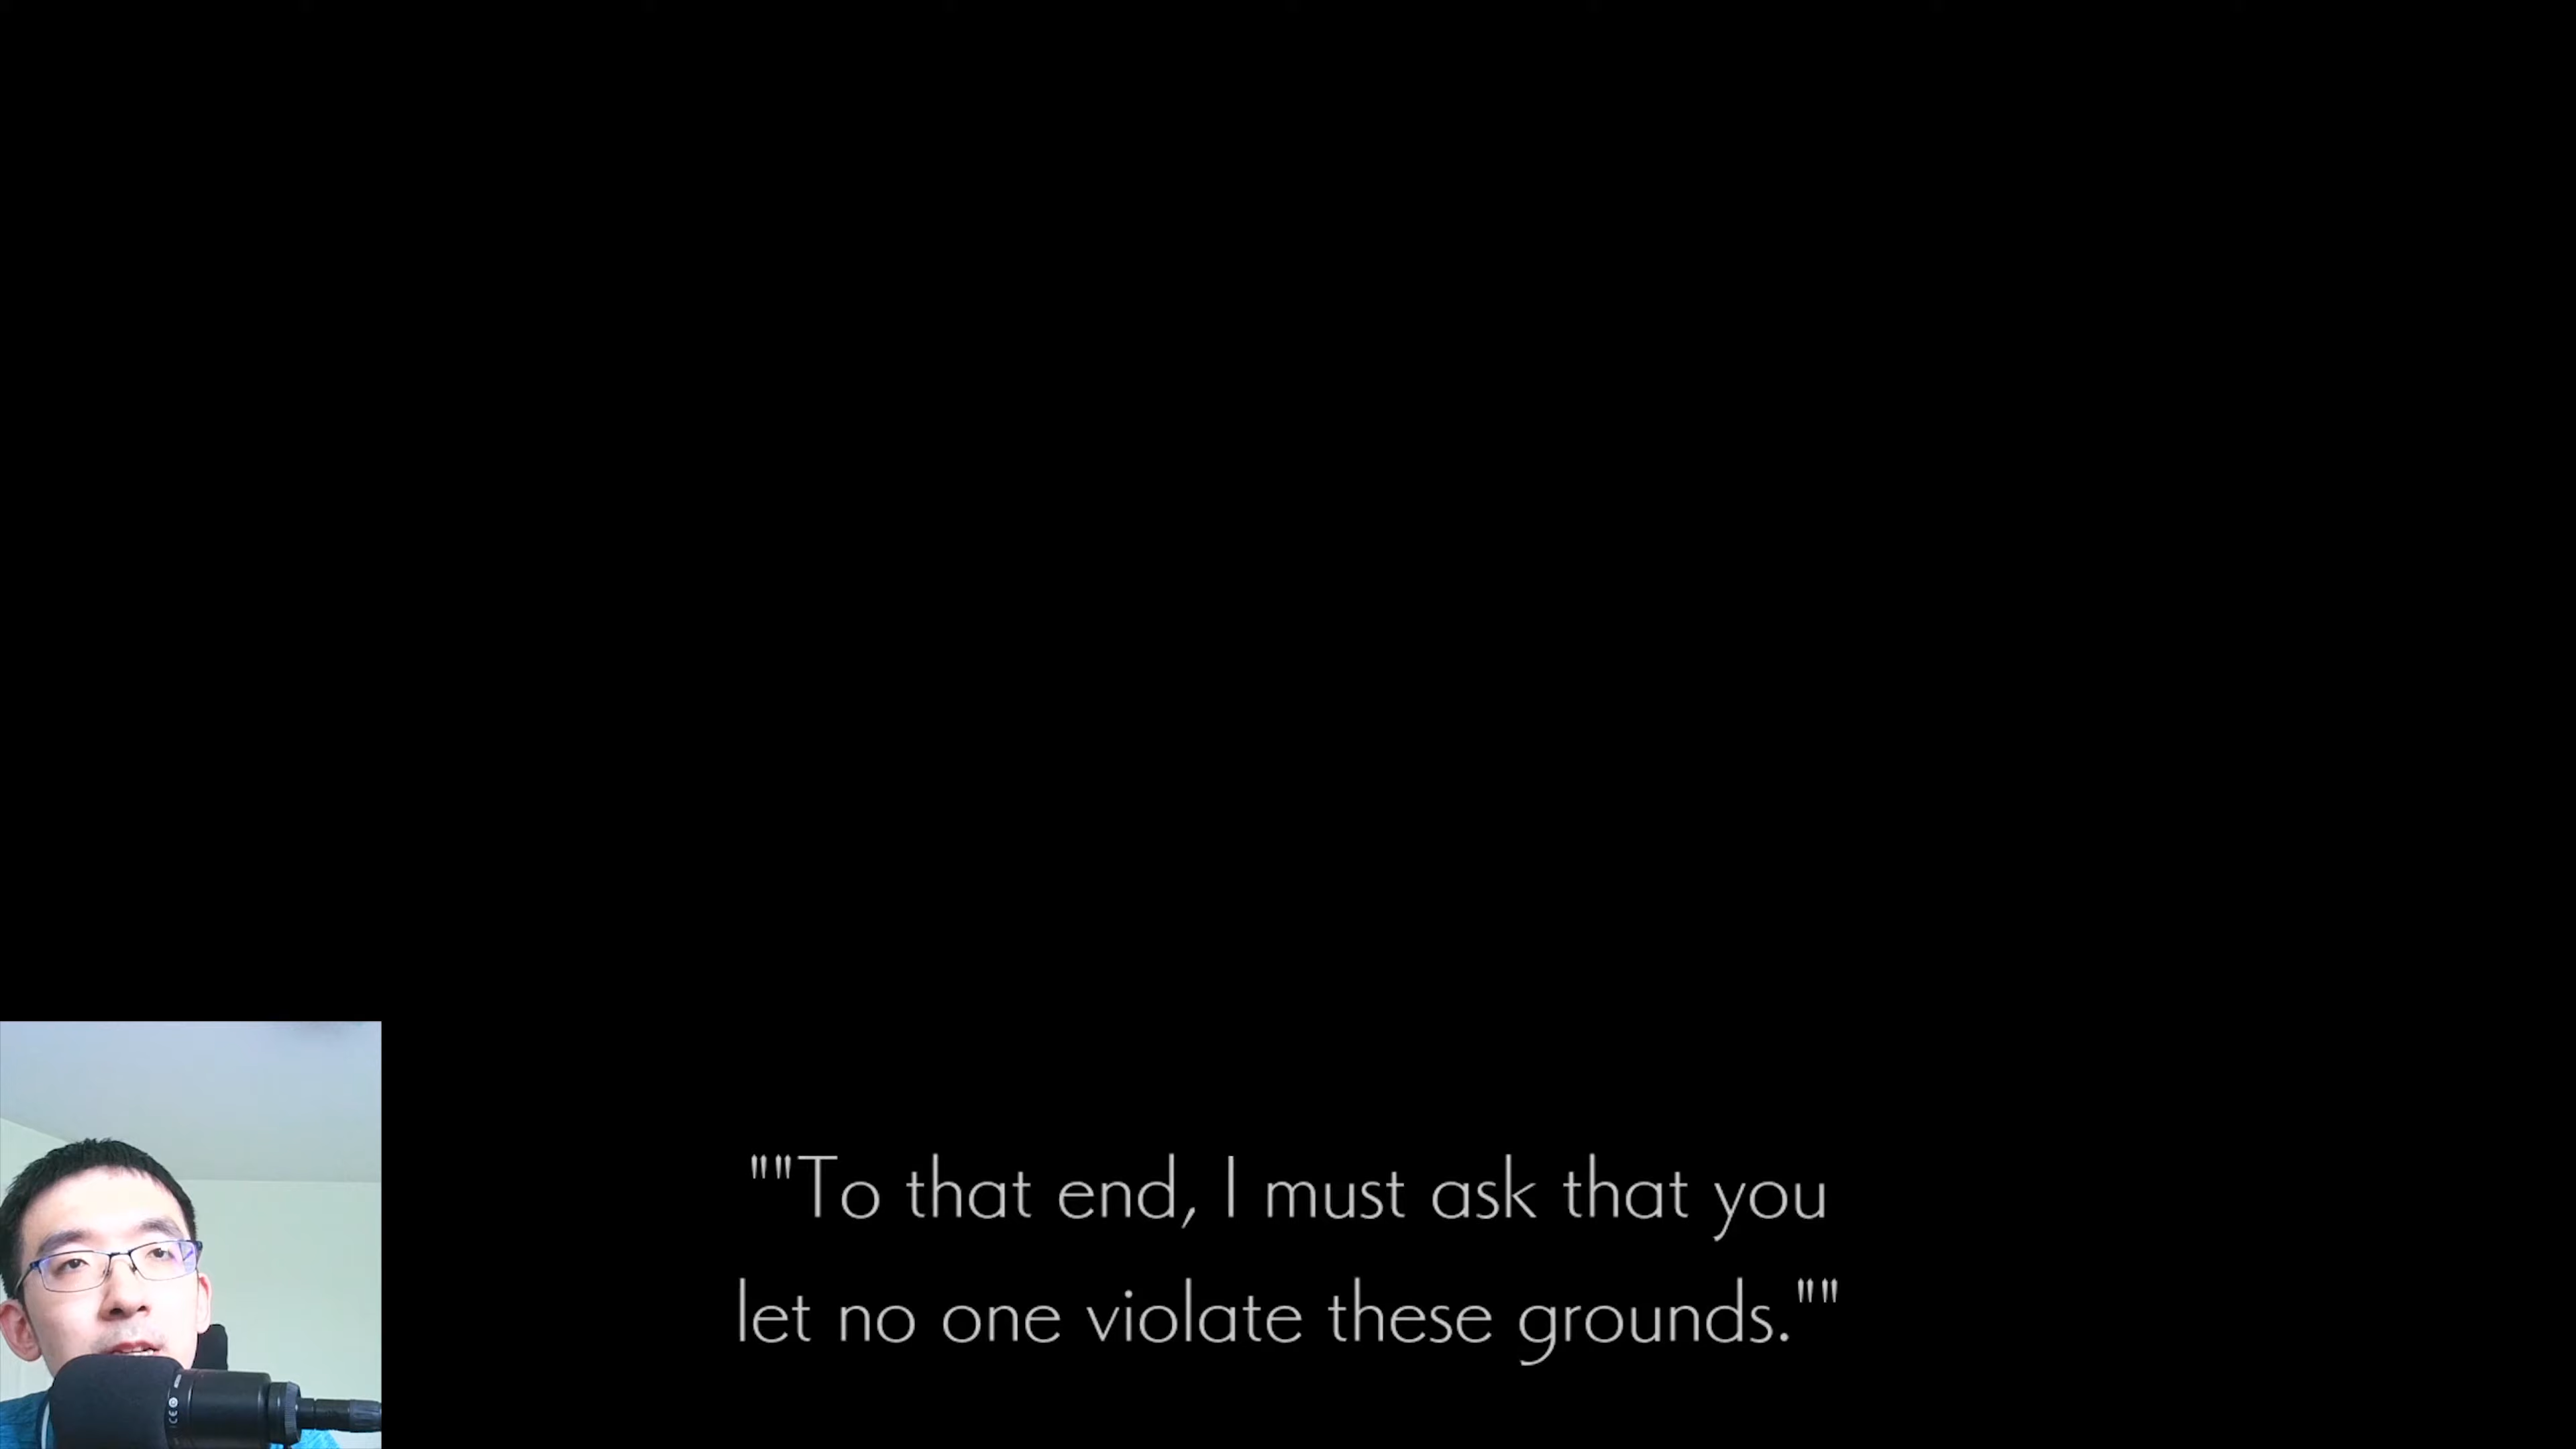 ""To that end, I must ask that you
let no one violate these grounds.""